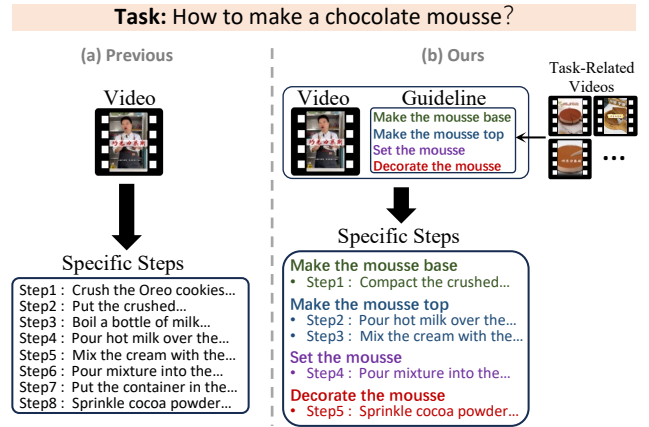 Task: How to make a chocolate mousse?
(a) Previous
(b) Ours
Video
Video
Guideline
Make the mousse base
Make the mousse top
Set the mousse
Decorate the mousse
Task-Related
Videos
...
Specific Steps
Step1 : Crush the Oreo cookies…
Step2 : Put the crushed…
Step3 : Boil a bottle of milk…
Step4 : Pour hot milk over the…
Step5 : Mix the cream with the…
Step6 : Pour mixture into the…
Step7 : Put the container in the…
Step8 : Sprinkle cocoa powder…
Specific Steps
Make the mousse base
• Step1 : Compact the crushed…
Make the mousse top
• Step2 : Pour hot milk over the…
• Step3 : Mix the cream with the…
Set the mousse
• Step4 : Pour mixture into the…
Decorate the mousse
• Step5 : Sprinkle cocoa powder…